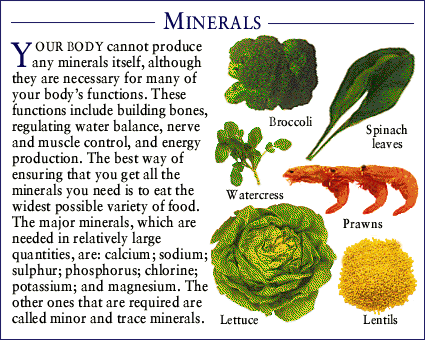 MINERALS
YOUR BODY cannot produce
any minerals itself, although
they are necessary for many of
your body's functions. These
functions include building bones,
regulating water balance, nerve
and muscle control, and energy
production. The best way of
ensuring that you get all the
minerals you need is to eat the
widest possible variety of food.
The major minerals, which are
needed in relatively large
quantities, are: calcium; sodium;
sulphur; phosphorus; chlorine;
potassium; and magnesium. The
other ones that are required are
called minor and trace minerals.
Broccoli
Spinach
leaves
Watercress
Prawns
Lettuce
Lentils